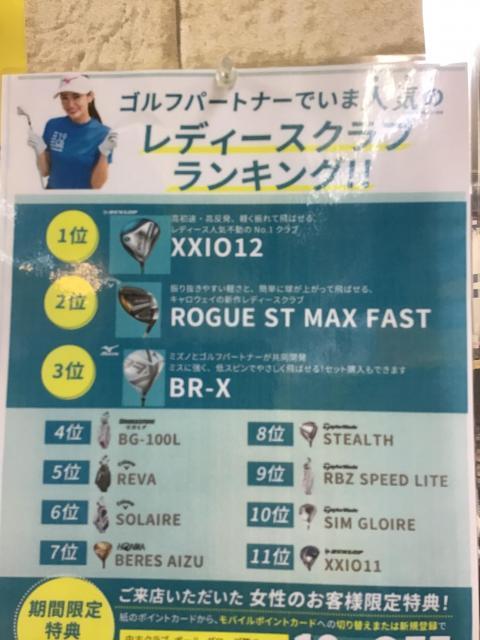 ゴルフパートナーでいま人気の
レディースクラブ
ランキング!!
1位
DUNLOP
高初速・高反発、軽く振れて飛ばせる。
レディース人気不動のNo.1クラブ
XXIO12
2位
振り抜きやすい軽さと、簡単に球が上がって飛ばせる、
キャロウェイの新作レディースクラブ
ROGUE ST MAX FAST
3位
ミズノとゴルフパートナーが共同開発
ミスに強く、低スピンでやさしく飛ばせる!セット購入もできます
BR-X
4位
BRIDGESTONE
BG-100L
5位
REVA
6位
SOLAIRE
7位
HONMA
BERES AIZU
8位
TaylorMade
STEALTH
9位
TaylorMade
RBZ SPEED LITE
10位
TaylorMade
SIM GLOIRE
11位
DUNLOP
XXIO11
期間限定
特典
ご来店いただいた 女性のお客様限定特典!
紙のポイントカードから、モバイルポイントカードへの切り替えまたは新規登録で